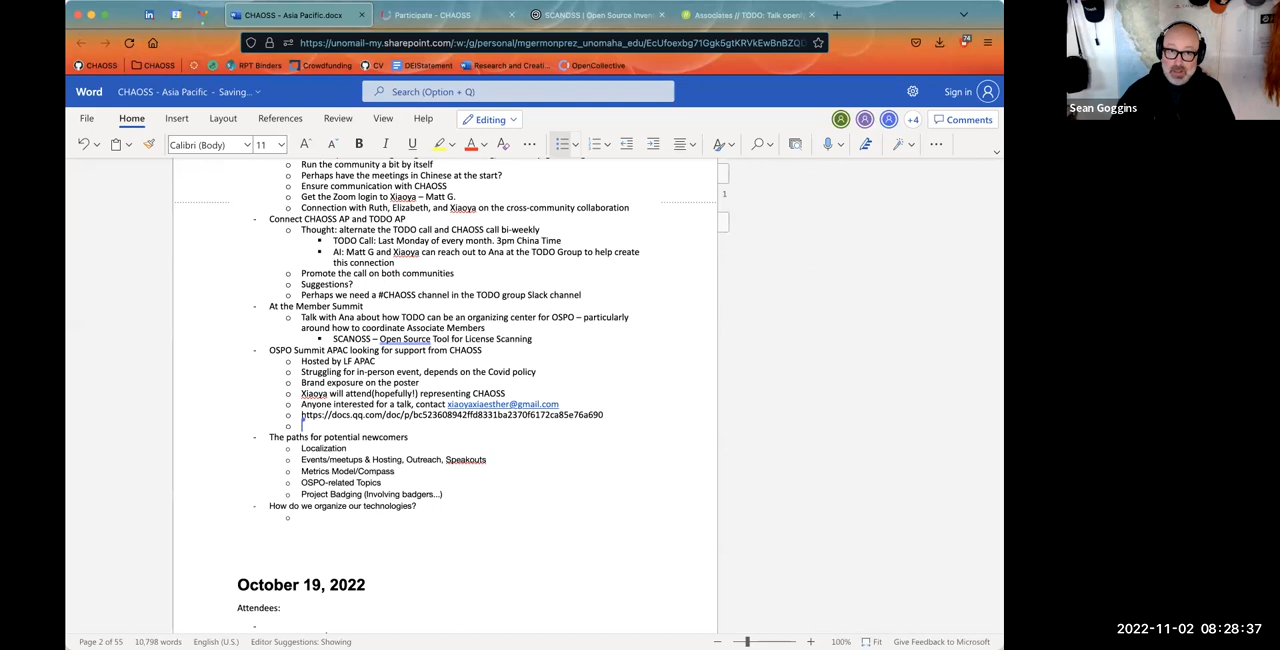 CHAOSS - Asia Pacific.docx
Participate - CHAOSS
SCANOSS | Open Source Inven
Associates // TODO: Talk openly
https://unomail-my.sharepoint.com/:w:/g/personal/mgermonprez_unomaha_edu/EcUfoexbg71Ggk5gtKRVkEwBnBZQD
74
CHAOSS
CHAOSS
RPT Binders
Crowdfunding
CV
DEIStatement
Research and Creati...
OpenCollective
Word
CHAOSS - Asia Pacific - Saving...
Search (Option + Q)
Sign in
File
Home
Insert
Layout
References
Review
View
Help
Editing
+4
Comments
Calibri (Body)
11
B
I
U
Run the community a bit by itself
Perhaps have the meetings in Chinese at the start?
Ensure communication with CHAOSS
Get the Zoom login to Xiaoya – Matt G.
Connection with Ruth, Elizabeth, and Xiaoya on the cross-community collaboration
- Connect CHAOSS AP and TODO AP
Thought: alternate the TODO call and CHAOSS call bi-weekly
TODO Call: Last Monday of every month. 3pm China Time
AI: Matt G and Xiaoya can reach out to Ana at the TODO Group to help create
this connection
Promote the call on both communities
Suggestions?
Perhaps we need a #CHAOSS channel in the TODO group Slack channel
- At the Member Summit
Talk with Ana about how TODO can be an organizing center for OSPO – particularly
around how to coordinate Associate Members
SCANOSS – Open Source Tool for License Scanning
- OSPO Summit APAC looking for support from CHAOSS
Hosted by LF APAC
Struggling for in-person event, depends on the Covid policy
Brand exposure on the poster
Xiaoya will attend(hopefully!) representing CHAOSS
Anyone interested for a talk, contact xiaoyaxiaesther@gmail.com
https://docs.qq.com/doc/p/bc523608942ffd8331ba2370f6172ca85e76a690
- The paths for potential newcomers
Localization
Events/meetups & Hosting, Outreach, Speakouts
Metrics Model/Compass
OSPO-related Topics
Project Badging (Involving badgers...)
- How do we organize our technologies?
1
October 19, 2022
Attendees:
-
Page 2 of 55
10,798 words
English (U.S.)
Editor Suggestions: Showing
100%
Fit
Give Feedback to Microsoft
Sean Goggins
2022-11-02 08:28:37